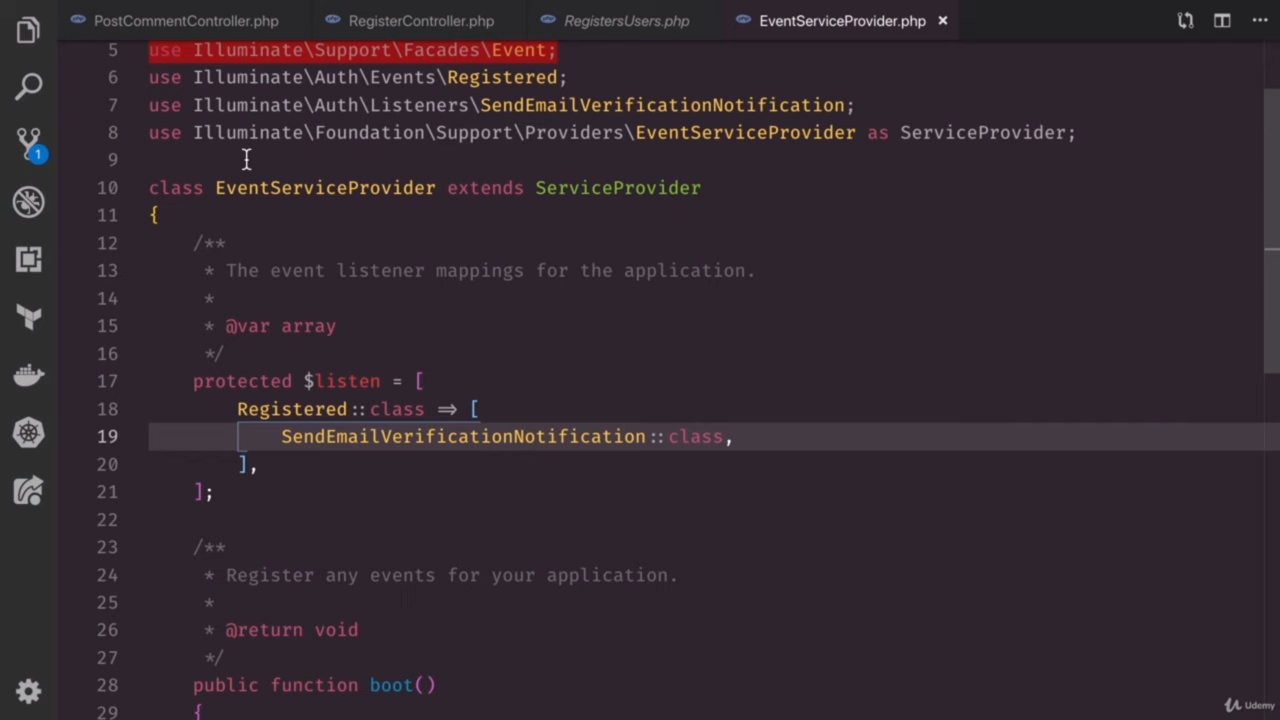 PostCommentController.php RegisterController.php RegistersUsers.php EventServiceProvider.php ×
5 use Illuminate\Support\Facades\Event;
6 use Illuminate\Auth\Events\Registered;
7 use Illuminate\Auth\Listeners\SendEmailVerificationNotification;
8 use Illuminate\Foundation\Support\Providers\EventServiceProvider as ServiceProvider;
9
10 class EventServiceProvider extends ServiceProvider
11 {
12 /**
13 * The event listener mappings for the application.
14 *
15 * @var array
16 */
17 protected $listen = [
18 Registered::class => [
19 SendEmailVerificationNotification::class,
20 ],
21 ];
22
23 /**
24 * Register any events for your application.
25 *
26 * @return void
27 */
28 public function boot()
29 {
1
Udemy